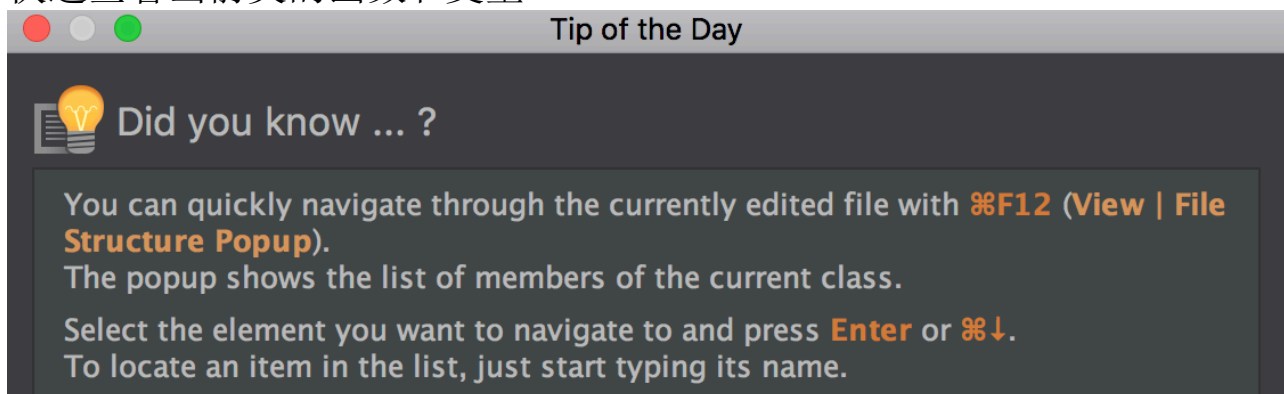 Tip of the Day
Did you know ... ?
You can quickly navigate through the currently edited file with ⌘F12 (View | File
Structure Popup).
The popup shows the list of members of the current class.
Select the element you want to navigate to and press Enter or ⌘↓.
To locate an item in the list, just start typing its name.